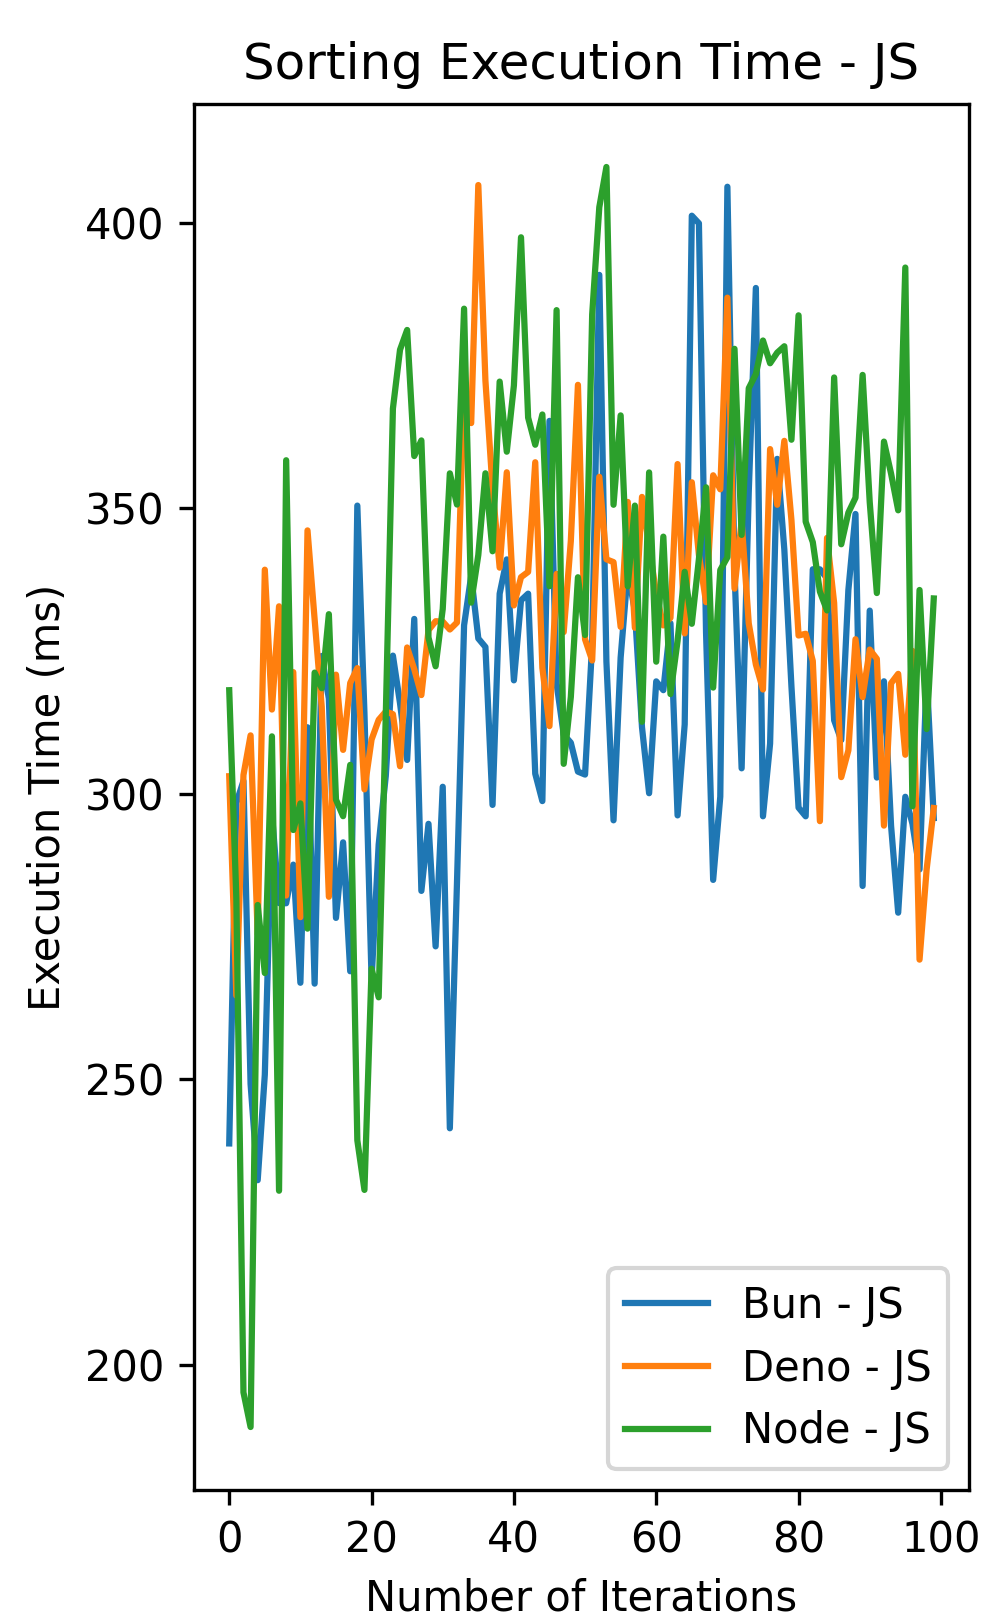 Sorting Execution Time - JS
400
350
300
250
200
Execution Time (ms)
Bun - JS
Deno - JS
Node - JS
0 20 40 60 80 100
Number of Iterations